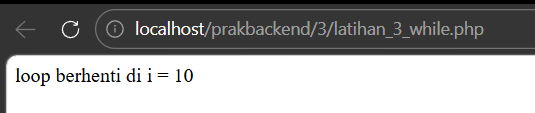 localhost/prakbackend/3/latihan_3_while.php
loop berhenti di i = 10